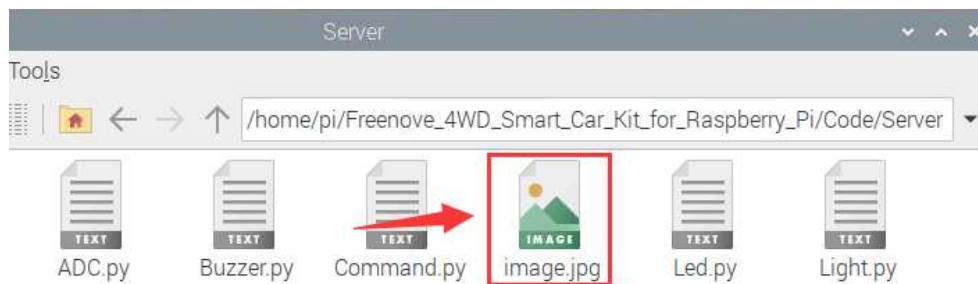 Server
Tools
/home/pi/Freenove_4WD_Smart_Car_Kit_for_Raspberry_Pi/Code/Server
TEXT TEXT TEXT IMAGE TEXT TEXT
ADC.py Buzzer.py Command.py image.jpg Led.py Light.py